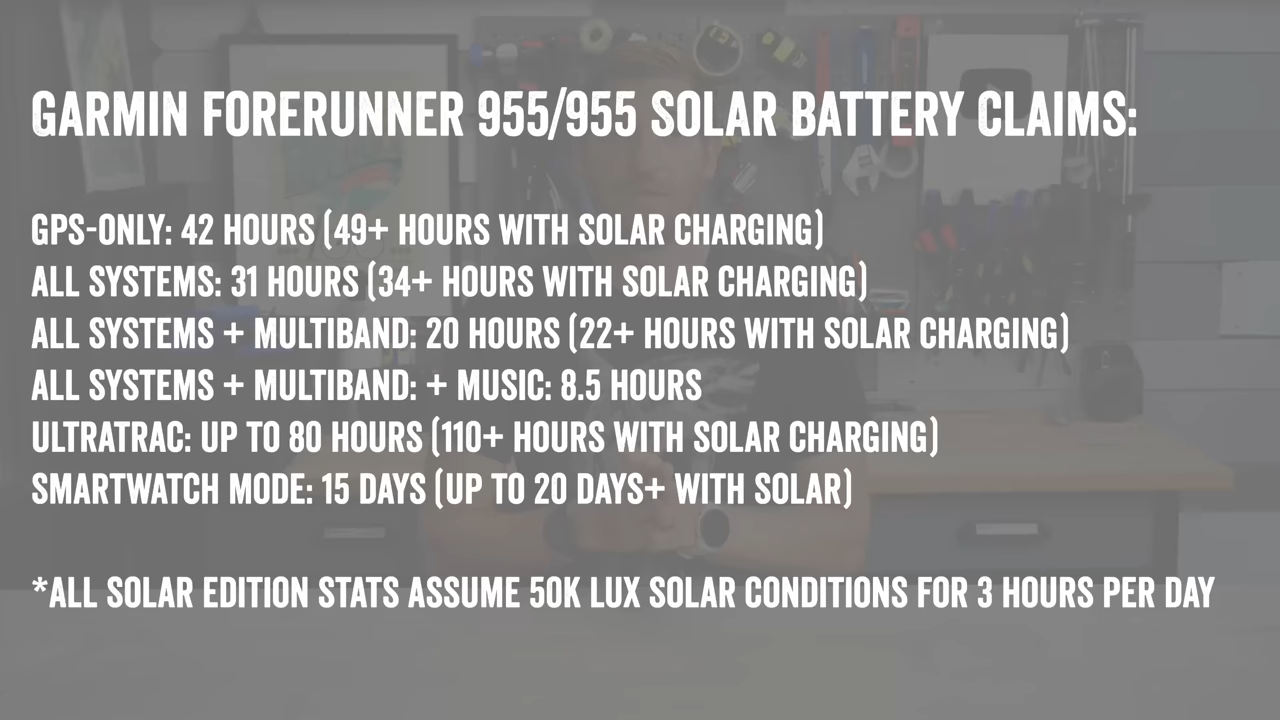 GARMIN FORERUNNER 955/955 SOLAR BATTERY CLAIMS:
GPS-ONLY: 42 HOURS (49+ HOURS WITH SOLAR CHARGING)
ALL SYSTEMS: 31 HOURS (34+ HOURS WITH SOLAR CHARGING)
ALL SYSTEMS + MULTIBAND: 20 HOURS (22+ HOURS WITH SOLAR CHARGING)
ALL SYSTEMS + MULTIBAND: + MUSIC: 8.5 HOURS
ULTRATRAC: UP TO 80 HOURS (110+ HOURS WITH SOLAR CHARGING)
SMARTWATCH MODE: 15 DAYS (UP TO 20 DAYS+ WITH SOLAR)
*ALL SOLAR EDITION STATS ASSUME 50K LUX SOLAR CONDITIONS FOR 3 HOURS PER DAY